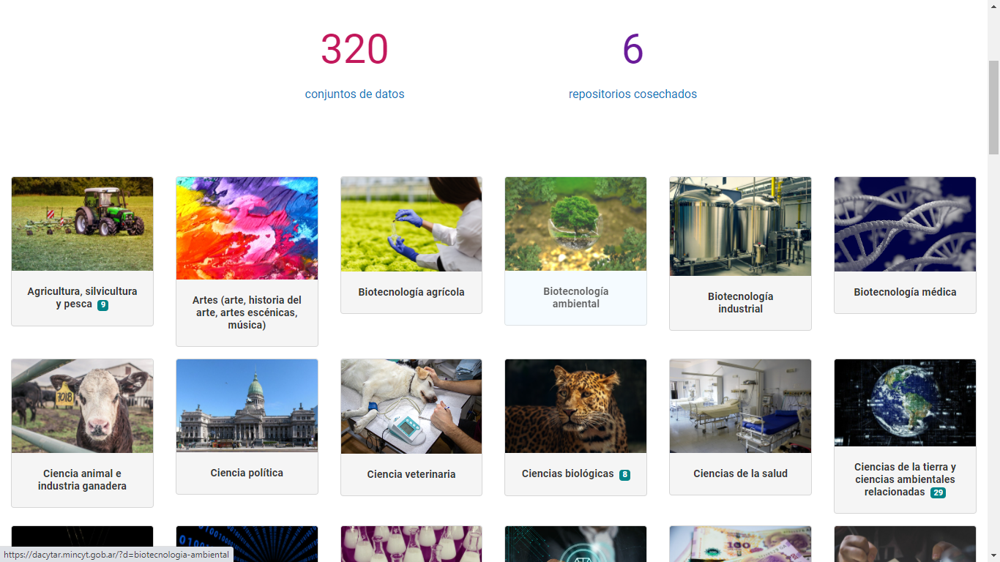 320
6
conjuntos de datos
repositorios cosechados
Agricultura, silvicultura
y pesca 9
Artes (arte, historia del
arte, artes escénicas,
música)
Biotecnología agrícola
Biotecnología
ambiental
Biotecnología
industrial
Biotecnología médica
7018
Ciencia animal e
industria ganadera
Ciencia política
Ciencia veterinaria
Ciencias biológicas 8
Ciencias de la salud
Ciencias de la tierra y
ciencias ambientales
relacionadas 29
100
https://dacytar.mincyt.gob.ar/?d=biotecnologia-ambiental